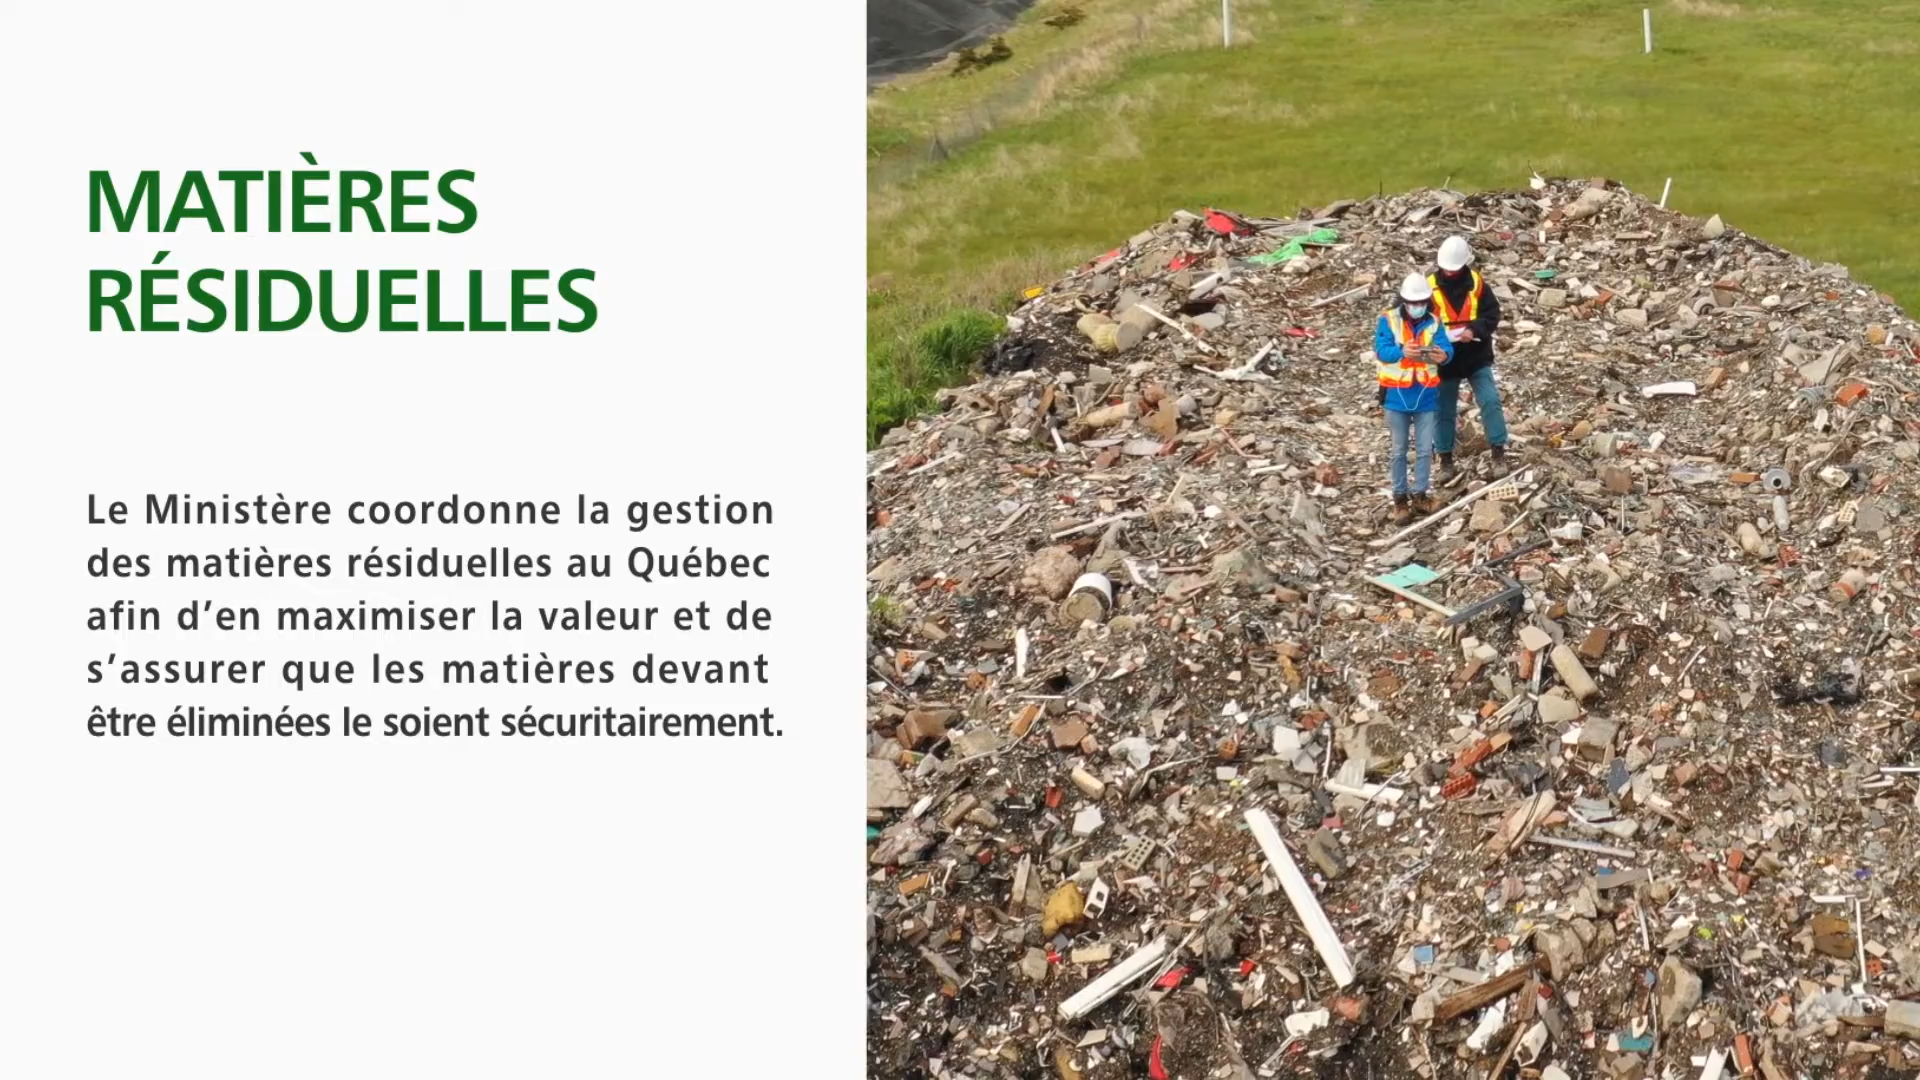 MATIÈRES
RÉSIDUELLES
Le Ministère coordonne la gestion
des matières résiduelles au Québec
afin d’en maximiser la valeur et de
s’assurer que les matières devant
être éliminées le soient sécuritairement.